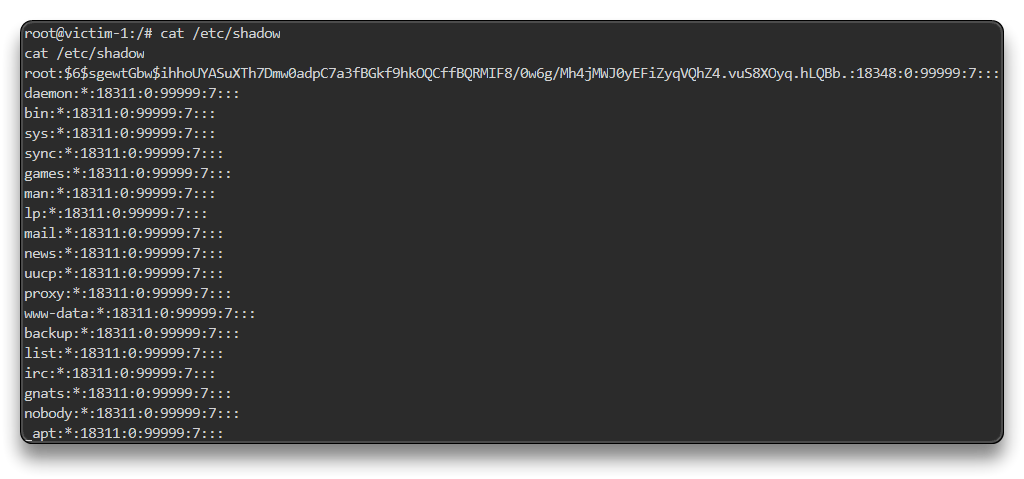 root@victim-1:/# cat /etc/shadow
cat /etc/shadow
root:$6$sgewtGbw$ihhoUYASuXTh7Dmw0adpC7a3fBGkf9hkOQCffBQRMIF8/0w6g/Mh4jMWJ0yEFiZyqVQhZ4.vuS8XOyq.hLQBb.:18348:0:99999:7:::
daemon:*:18311:0:99999:7:::
bin:*:18311:0:99999:7:::
sys:*:18311:0:99999:7:::
sync:*:18311:0:99999:7:::
games:*:18311:0:99999:7:::
man:*:18311:0:99999:7:::
lp:*:18311:0:99999:7:::
mail:*:18311:0:99999:7:::
news:*:18311:0:99999:7:::
uucp:*:18311:0:99999:7:::
proxy:*:18311:0:99999:7:::
www-data:*:18311:0:99999:7:::
backup:*:18311:0:99999:7:::
list:*:18311:0:99999:7:::
irc:*:18311:0:99999:7:::
gnats:*:18311:0:99999:7:::
nobody:*:18311:0:99999:7:::
_apt:*:18311:0:99999:7:::